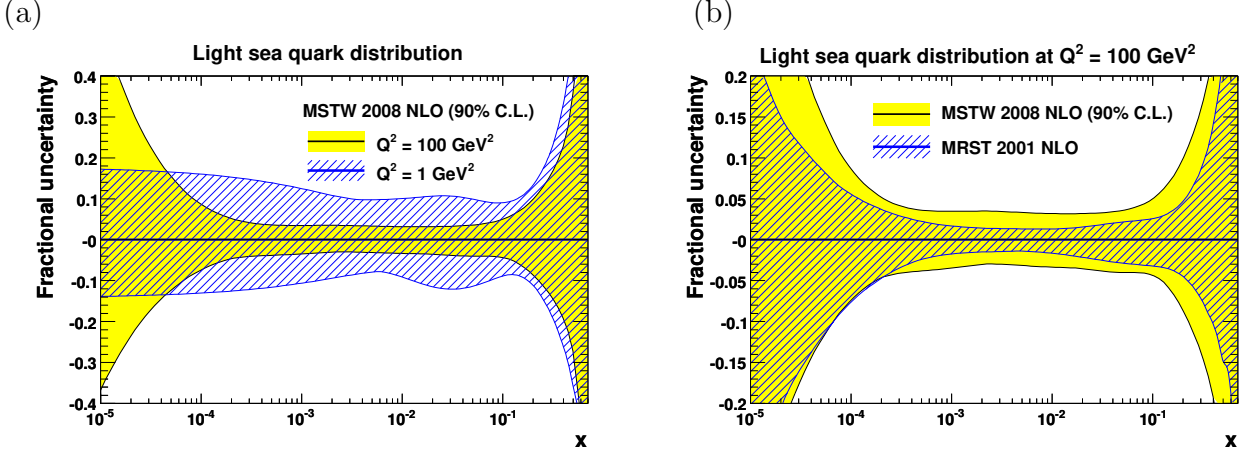 (a)
Light sea quark distribution
Fractional uncertainty
0.4
0.3
0.2
0.1
-0
-0.1
-0.2
-0.3
-0.4
MSTW 2008 NLO (90% C.L.)
Q² = 100 GeV²
Q² = 1 GeV²
10⁻⁵
10⁻⁴
10⁻³
10⁻²
10⁻¹
x
(b)
Light sea quark distribution at Q² = 100 GeV²
Fractional uncertainty
0.2
0.15
0.1
0.05
-0
-0.05
-0.1
-0.15
-0.2
MSTW 2008 NLO (90% C.L.)
MRST 2001 NLO
10⁻⁵
10⁻⁴
10⁻³
10⁻²
10⁻¹
x